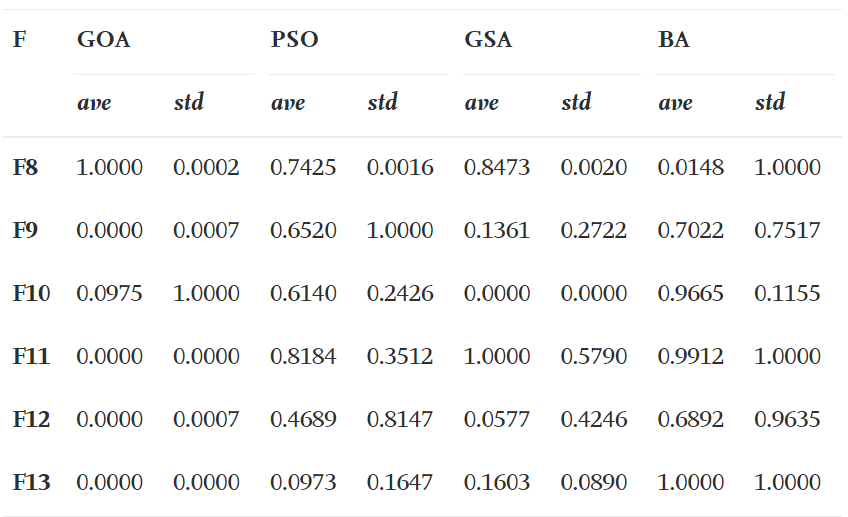 F GOA PSO GSA BA
ave std ave std ave std ave std
F8 1.0000 0.0002 0.7425 0.0016 0.8473 0.0020 0.0148 1.0000
F9 0.0000 0.0007 0.6520 1.0000 0.1361 0.2722 0.7022 0.7517
F10 0.0975 1.0000 0.6140 0.2426 0.0000 0.0000 0.9665 0.1155
F11 0.0000 0.0000 0.8184 0.3512 1.0000 0.5790 0.9912 1.0000
F12 0.0000 0.0007 0.4689 0.8147 0.0577 0.4246 0.6892 0.9635
F13 0.0000 0.0000 0.0973 0.1647 0.1603 0.0890 1.0000 1.0000